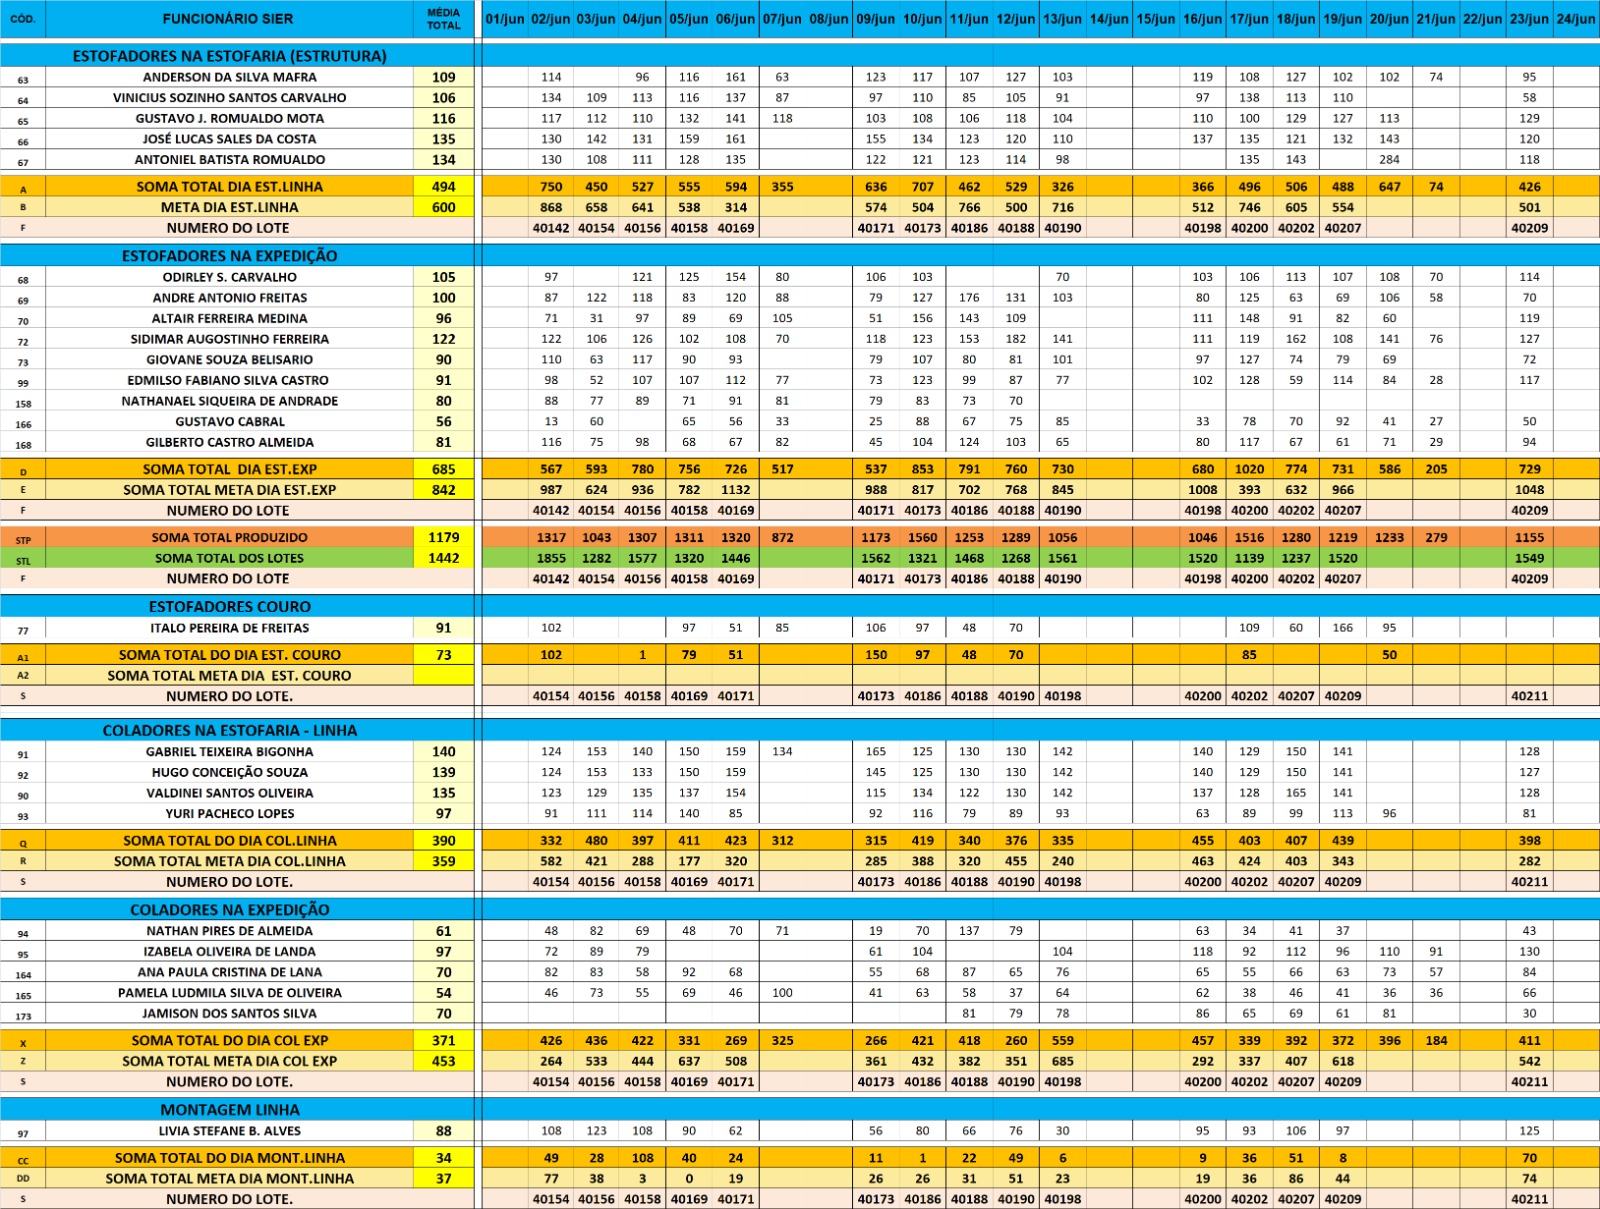 CÓD. FUNCIONÁRIO SIER MÉDIA TOTAL 01/jun 02/jun 03/jun 04/jun 05/jun 06/jun 07/jun 08/jun 09/jun 10/jun 11/jun 12/jun 13/jun 14/jun 15/jun 16/jun 17/jun 18/jun 19/jun 20/jun 21/jun 22/jun 23/jun 24/jun
ESTOFADORES NA ESTOFARIA (ESTRUTURA)
63 ANDERSON DA SILVA MAFRA 109 114 96 116 161 63 123 117 107 127 103 119 108 127 102 102 74 95
64 VINICIUS SOZINHO SANTOS CARVALHO 106 134 109 113 116 137 87 97 110 85 105 91 97 138 113 110 58
65 GUSTAVO J. ROMUALDO MOTA 116 117 112 110 132 141 118 103 108 106 118 104 110 100 129 127 113 129
66 JOSÉ LUCAS SALES DA COSTA 135 130 142 131 159 161 155 134 123 120 110 137 135 121 132 143 120
67 ANTONIEL BATISTA ROMUALDO 134 130 108 111 128 135 122 121 123 114 98 135 143 284 118
A SOMA TOTAL DIA EST.LINHA 494 750 450 527 555 594 355 636 707 462 529 326 366 496 506 488 647 74 426
B META DIA EST.LINHA 600 868 658 641 538 314 574 504 766 500 716 512 746 605 554 501
F NUMERO DO LOTE 40142 40154 40156 40158 40169 40171 40173 40186 40188 40190 40198 40200 40202 40207 40209
ESTOFADORES NA EXPEDIÇÃO
68 ODIRLEY S. CARVALHO 105 97 121 125 154 80 106 103 70 103 106 113 107 108 70 114
69 ANDRE ANTONIO FREITAS 100 87 122 118 83 120 88 79 127 176 131 103 80 125 63 69 106 58 70
70 ALTAIR FERREIRA MEDINA 96 71 31 97 89 69 105 51 156 143 109 111 148 91 82 60 119
72 SIDIMAR AUGOSTINHO FERREIRA 122 122 106 126 102 108 70 118 123 153 182 141 111 119 162 108 141 76 127
73 GIOVANE SOUZA BELISARIO 90 110 63 117 90 93 79 107 80 81 101 97 127 74 79 69 72
99 EDMILSO FABIANO SILVA CASTRO 91 98 52 107 107 112 77 73 123 99 87 77 102 128 59 114 84 28 117
158 NATHANAEL SIQUEIRA DE ANDRADE 80 88 77 89 71 91 81 79 83 73 70
166 GUSTAVO CABRAL 56 13 60 65 56 33 25 88 67 75 85 33 78 70 92 41 27 50
168 GILBERTO CASTRO ALMEIDA 81 116 75 98 68 67 82 45 104 124 103 65 80 117 67 61 71 29 94
D SOMA TOTAL DIA EST.EXP 685 567 593 780 756 726 517 537 853 791 760 730 680 1020 774 731 586 205 729
E SOMA TOTAL META DIA EST.EXP 842 987 624 936 782 1132 988 817 702 768 845 1008 393 632 966 1048
F NUMERO DO LOTE 40142 40154 40156 40158 40169 40171 40173 40186 40188 40190 40198 40200 40202 40207 40209
STP SOMA TOTAL PRODUZIDO 1179 1317 1043 1307 1311 1320 872 1173 1560 1253 1289 1056 1046 1516 1280 1219 1233 279 1155
STL SOMA TOTAL DOS LOTES 1442 1855 1282 1577 1320 1446 1562 1321 1468 1268 1561 1520 1139 1237 1520 1549
F NUMERO DO LOTE 40142 40154 40156 40158 40169 40171 40173 40186 40188 40190 40198 40200 40202 40207 40209
ESTOFADORES COURO
77 ITALO PEREIRA DE FREITAS 91 102 97 51 85 106 97 48 70 109 60 166 95
A1 SOMA TOTAL DO DIA EST. COURO 73 102 1 79 51 150 97 48 70 85 50
A2 SOMA TOTAL META DIA EST. COURO
S NUMERO DO LOTE. 40154 40156 40158 40169 40171 40173 40186 40188 40190 40198 40200 40202 40207 40209 40211
COLADORES NA ESTOFARIA - LINHA
91 GABRIEL TEIXEIRA BIGONHA 140 124 153 140 150 159 134 165 125 130 130 142 140 129 150 141 128
92 HUGO CONCEIÇÃO SOUZA 139 124 153 133 150 159 145 125 130 130 142 140 129 150 141 127
90 VALDINEI SANTOS OLIVEIRA 135 123 129 135 137 154 115 134 122 130 142 137 128 165 141 128
93 YURI PACHECO LOPES 97 91 111 114 140 85 92 116 79 89 93 63 89 99 113 96 81
Q SOMA TOTAL DO DIA COL.LINHA 390 332 480 397 411 423 312 315 419 340 376 335 455 403 407 439 398
R SOMA TOTAL META DIA COL.LINHA 359 582 421 288 177 320 285 388 320 455 240 463 424 403 343 282
S NUMERO DO LOTE. 40154 40156 40158 40169 40171 40173 40186 40188 40190 40198 40200 40202 40207 40209 40211
COLADORES NA EXPEDIÇÃO
94 NATHAN PIRES DE ALMEIDA 61 48 82 69 48 70 71 19 70 137 79 63 34 41 37 43
95 IZABELA OLIVEIRA DE LANDA 97 72 89 79 61 104 104 118 92 112 96 110 91 130
164 ANA PAULA CRISTINA DE LANA 70 82 83 58 92 68 55 68 87 65 76 65 55 66 63 73 57 84
165 PAMELA LUDMILA SILVA DE OLIVEIRA 54 46 73 55 69 46 100 41 63 58 37 64 62 38 46 41 36 36 66
173 JAMISON DOS SANTOS SILVA 70 81 79 78 86 65 69 61 81 30
X SOMA TOTAL DO DIA COL EXP 371 426 436 422 331 269 325 266 421 418 260 559 457 339 392 372 396 184 411
Z SOMA TOTAL META DIA COL EXP 453 264 533 444 637 508 361 432 382 351 685 292 337 407 618 542
S NUMERO DO LOTE. 40154 40156 40158 40169 40171 40173 40186 40188 40190 40198 40200 40202 40207 40209 40211
MONTAGEM LINHA
97 LIVIA STEFANE B. ALVES 88 108 123 108 90 62 56 80 66 76 30 95 93 106 97 125
CC SOMA TOTAL DO DIA MONT.LINHA 34 49 28 108 40 24 11 1 22 49 6 9 36 51 8 70
DD SOMA TOTAL META DIA MONT.LINHA 37 77 38 3 0 19 26 26 31 51 23 19 36 86 44 74
S NUMERO DO LOTE. 40154 40156 40158 40169 40171 40173 40186 40188 40190 40198 40200 40202 40207 40209 40211